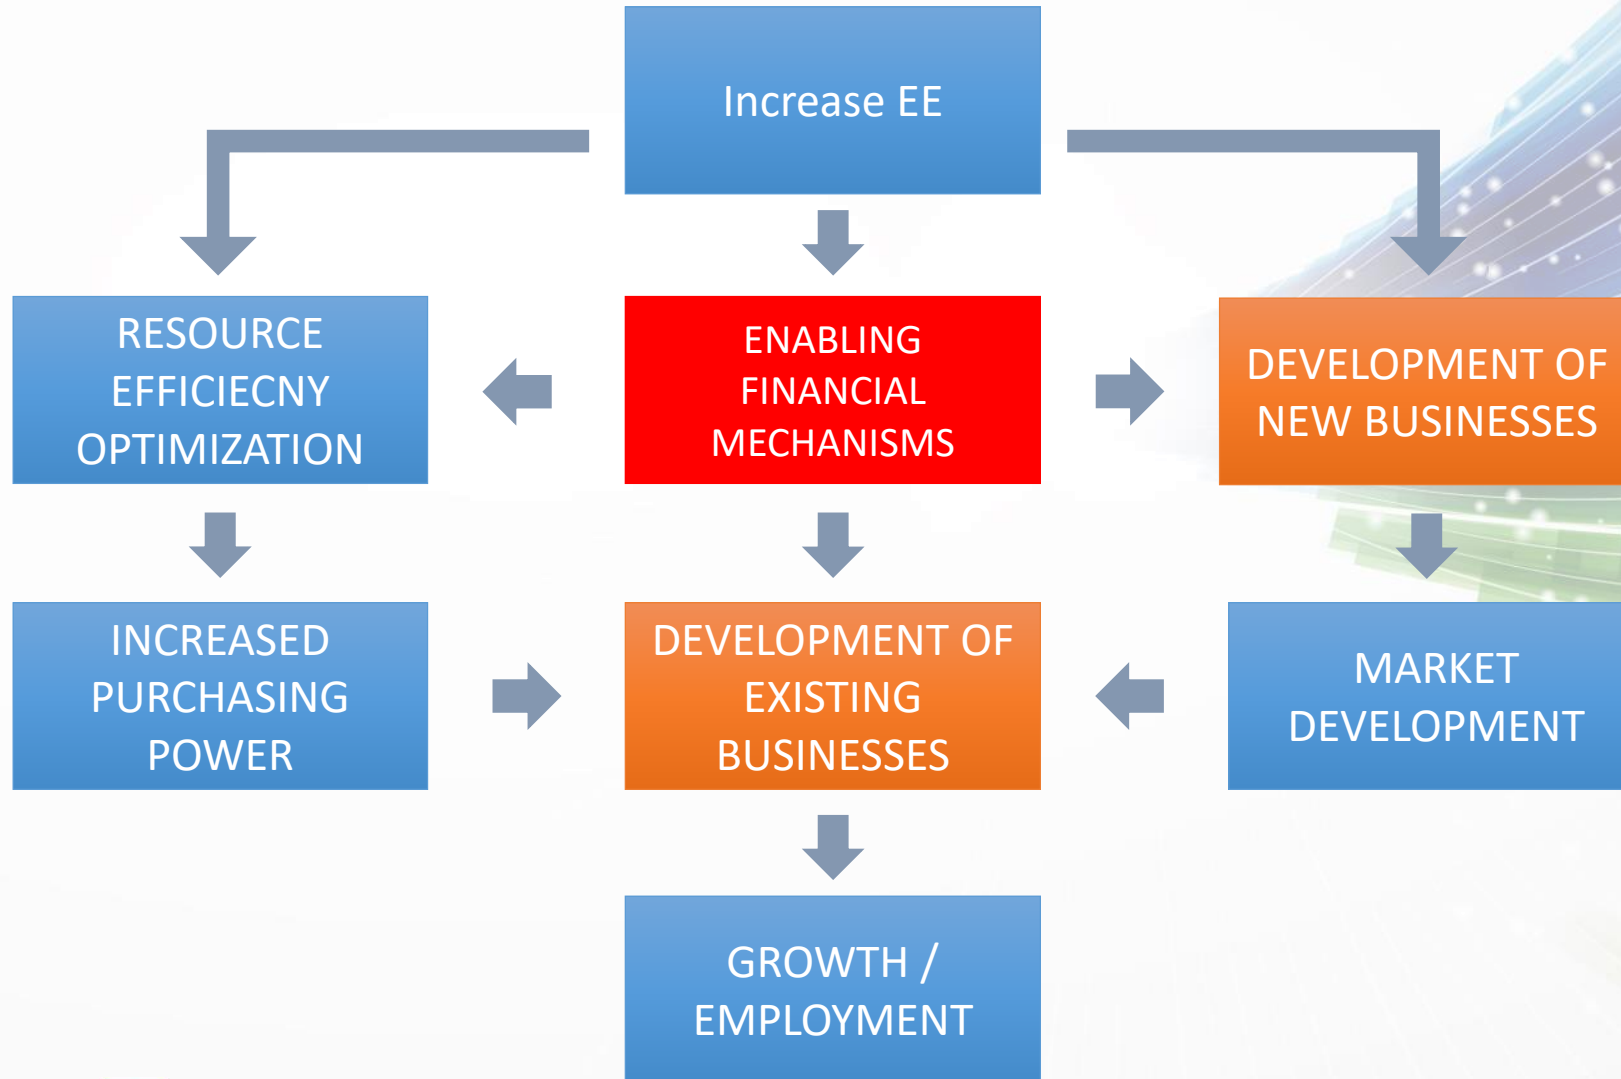 Increase EE
RESOURCE
EFFICIECNY
OPTIMIZATION
ENABLING
FINANCIAL
MECHANISMS
DEVELOPMENT OF
NEW BUSINESSES
INCREASED
PURCHASING
POWER
DEVELOPMENT OF
EXISTING
BUSINESSES
MARKET
DEVELOPMENT
GROWTH /
EMPLOYMENT